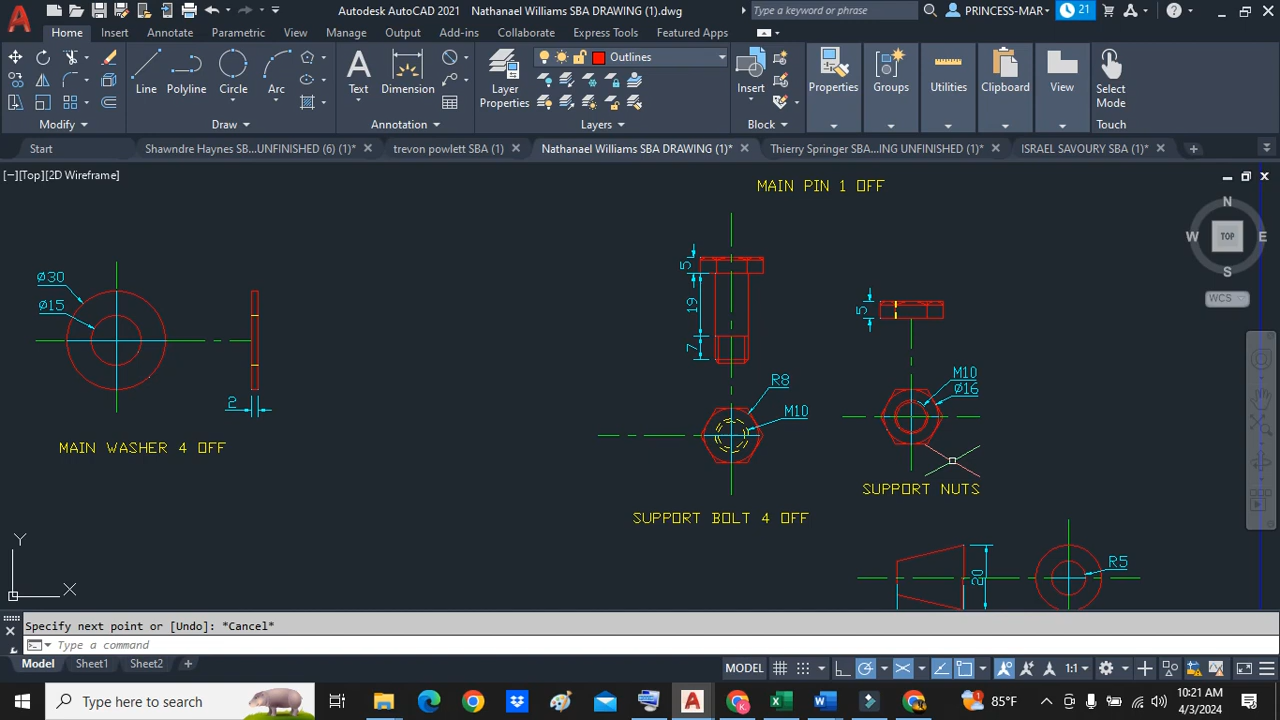 Autodesk AutoCAD 2021 Nathanael Williams SBA DRAWING (1).dwg
Type a keyword or phrase
PRINCESS-MAR
21
Home Insert Annotate Parametric View Manage Output Add-ins Collaborate Express Tools Featured Apps
Line Polyline Circle Arc
Text Dimension
Layer
Properties
Outlines
Insert
Properties Groups Utilities Clipboard View
Select
Mode
Modify Draw Annotation Layers Block Touch
Start
Shawndre Haynes SB...UNFINISHED (6) (1)*
trevon powlett SBA (1)
Nathanael Williams SBA DRAWING (1)*
Thierry Springer SBA...ING UNFINISHED*
ISRAEL SAVOURY SBA (1)*
[−][Top][2D Wireframe]
MAIN PIN 1 OFF
N
W TOP E
S
WCS
Ø30
Ø15
2
MAIN WASHER 4 OFF
5
19
7
R8
M10
SUPPORT BOLT 4 OFF
5
M10
Ø16
SUPPORT NUTS
20
R5
Y
X
Specify next point or [Undo]: *Cancel*
Type a command
Model Sheet1 Sheet2
MODEL
1:1
Type here to search
85°F
10:21 AM
4/3/2024